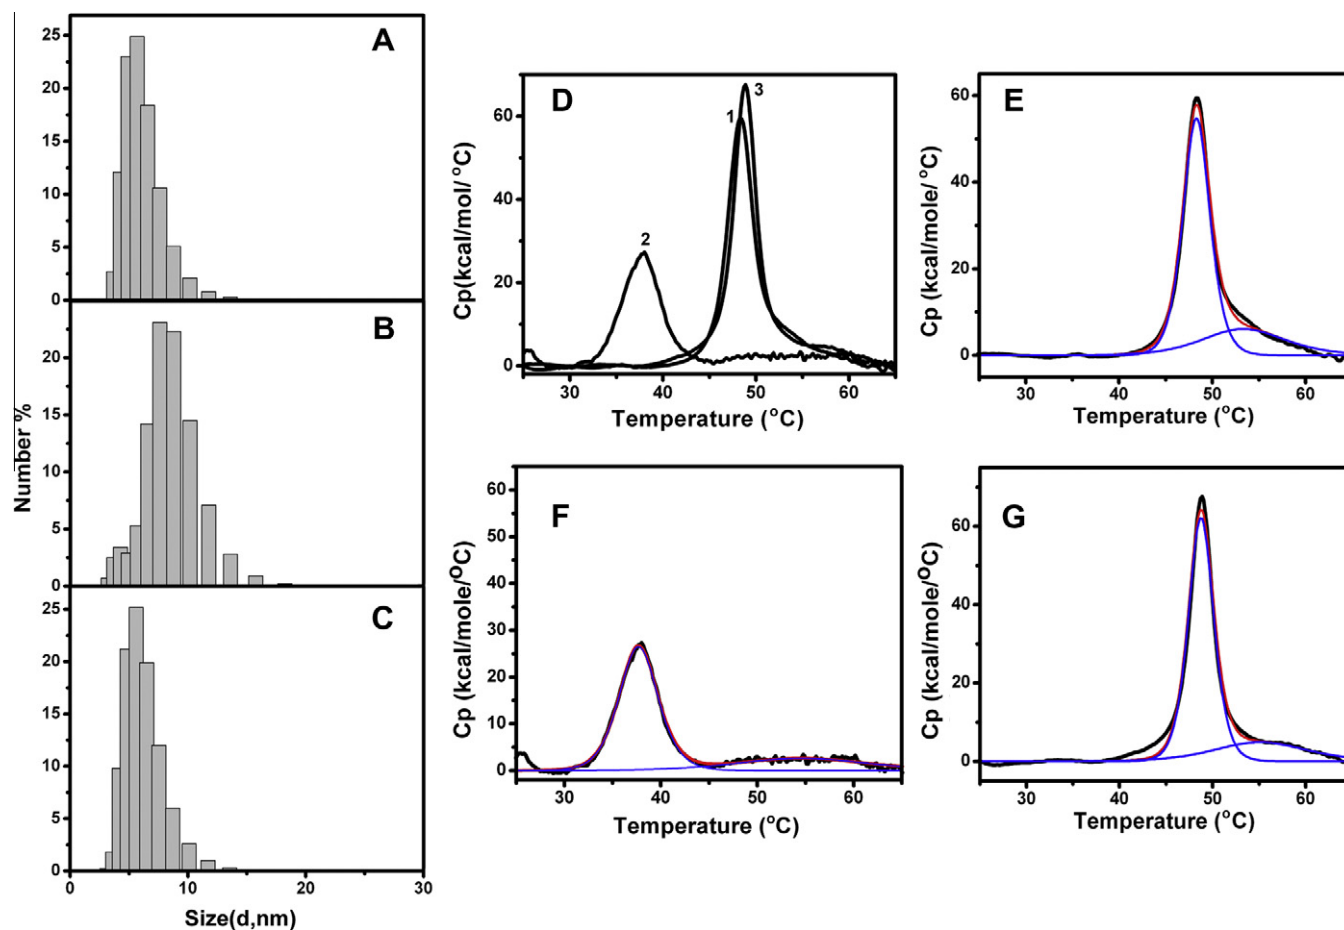 A
25
20
15
10
5
0
B
20
15
10
5
0
C
25
20
15
10
5
0
0 10 20 30
Number %
Size(d,nm)
D
1
2
3
60
40
20
0
30 40 50 60
Cp(kcal/mol/ °C)
Temperature (°C)
E
60
40
20
0
30 40 50 60
Cp (kcal/mole/ °C)
Temperature (°C)
F
60
50
40
30
20
10
0
30 40 50 60
Cp (kcal/mole/°C)
Temperature (°C)
G
60
40
20
0
30 40 50 60
Cp (kcal/mole/°C)
Temperature (°C)